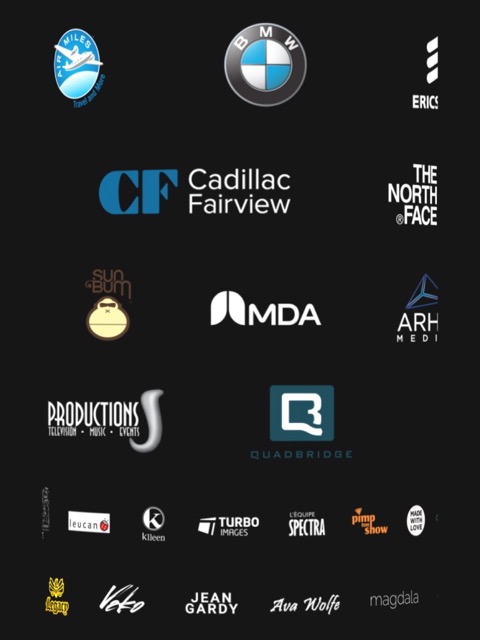 AIR MILES
Travel and More
BMW
ERICS
CF Cadillac
Fairview
THE
NORTH
®FACE
SUN
BUM
MDA
ARH
MEDI
PRODUCTIONS J
TELEVISION • MUSIC • EVENTS
QUADBRIDGE
leucan
killeen
TURBO
IMAGES
L'ÉQUIPE
SPECTRA
pimp
show
MADE
WITH
LOVE
JEAN
GARDY
Ava Wolfe
magdala